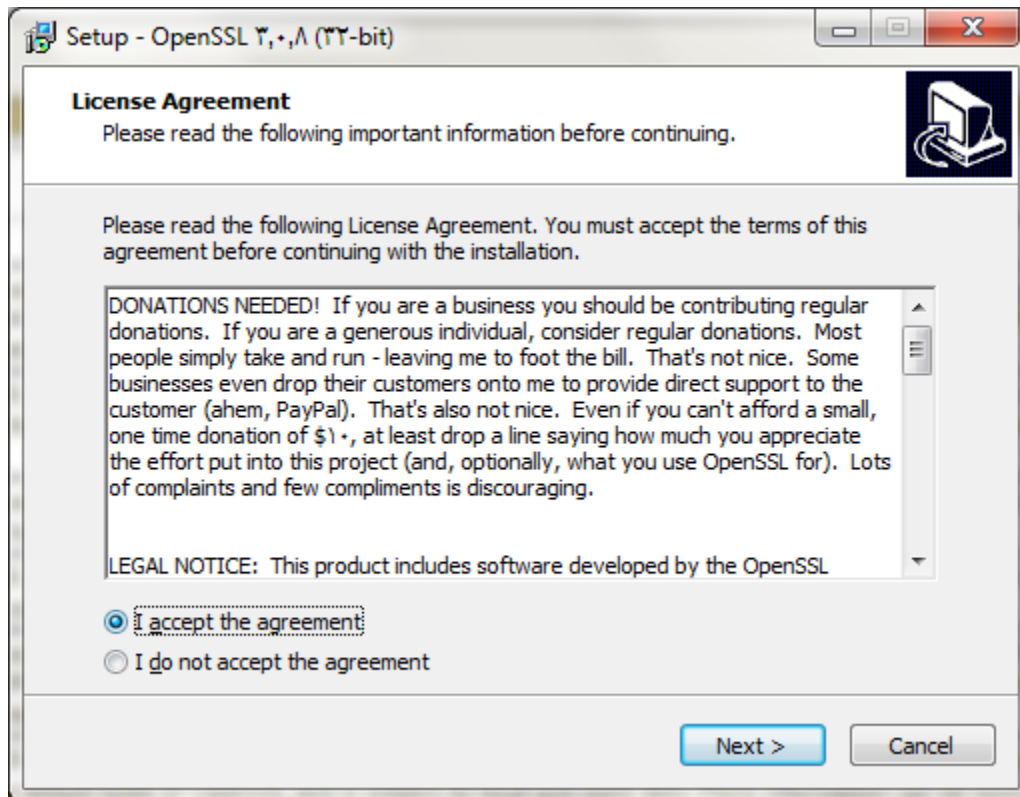 Setup - OpenSSL ۳,۰,۸ (۳۲-bit)
License Agreement
Please read the following important information before continuing.
Please read the following License Agreement. You must accept the terms of this
agreement before continuing with the installation.
DONATIONS NEEDED!  If you are a business you should be contributing regular
donations.  If you are a generous individual, consider regular donations.  Most
people simply take and run - leaving me to foot the bill.  That's not nice.  Some
businesses even drop their customers onto me to provide direct support to the
customer (ahem, PayPal).  That's also not nice.  Even if you can't afford a small,
one time donation of $۱۰, at least drop a line saying how much you appreciate
the effort put into this project (and, optionally, what you use OpenSSL for).  Lots
of complaints and few compliments is discouraging.
LEGAL NOTICE:  This product includes software developed by the OpenSSL
I accept the agreement
I do not accept the agreement
Next >
Cancel